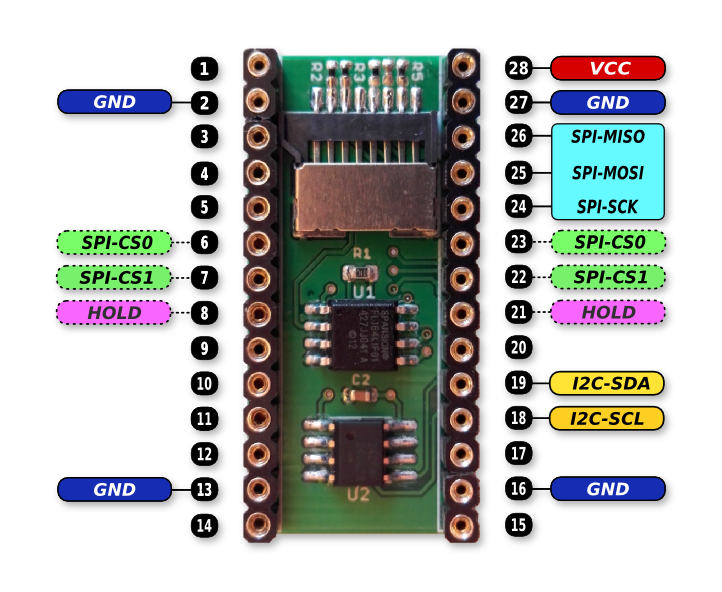 1 28 VCC
GND 2 27 GND
3 26 SPI-MISO
4 25 SPI-MOSI
5 24 SPI-SCK
SPI-CS0 6 23 SPI-CS0
SPI-CS1 7 22 SPI-CS1
HOLD 8 21 HOLD
9 20
10 19 I2C-SDA
11 18 I2C-SCL
12 17
GND 13 16 GND
14 15
R2
R3
R5
R1
U1
C2
U2